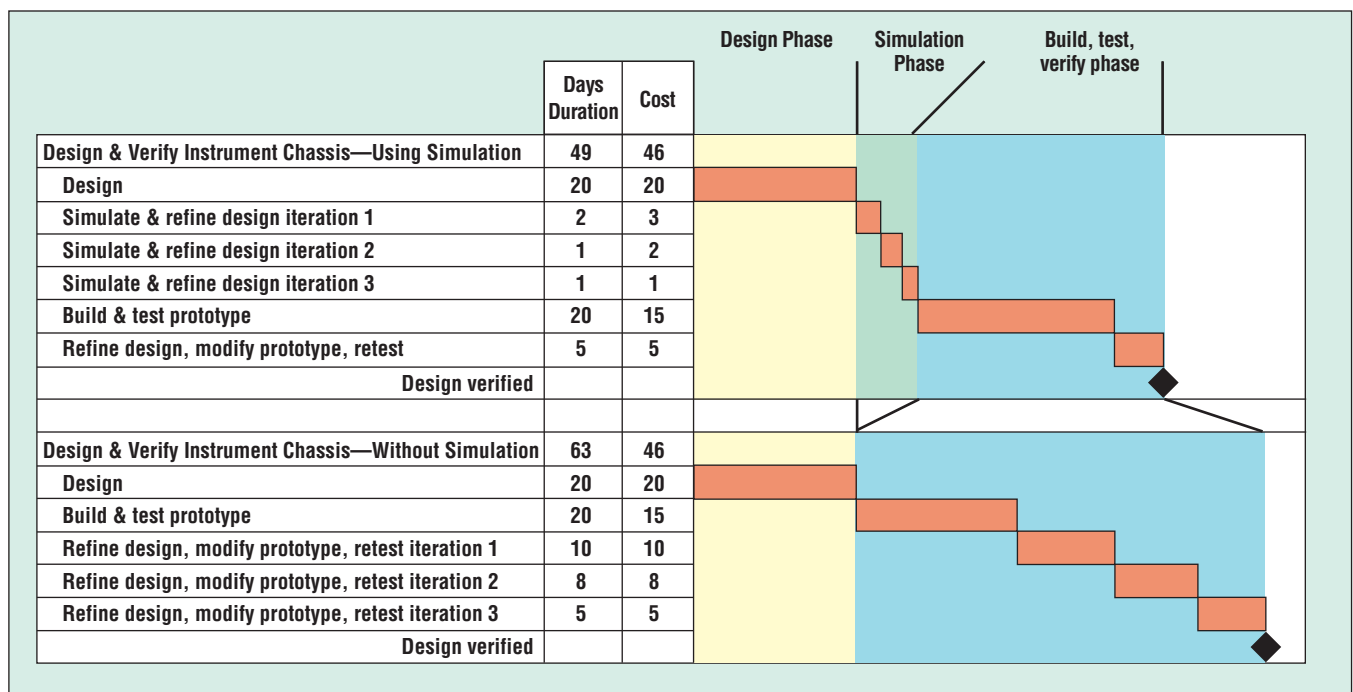 Design Phase
Simulation
Phase
Build, test,
verify phase
Days
Duration
Cost
Design & Verify Instrument Chassis—Using Simulation 49 46
Design 20 20
Simulate & refine design iteration 1 2 3
Simulate & refine design iteration 2 1 2
Simulate & refine design iteration 3 1 1
Build & test prototype 20 15
Refine design, modify prototype, retest 5 5
Design verified
Design & Verify Instrument Chassis—Without Simulation 63 46
Design 20 20
Build & test prototype 20 15
Refine design, modify prototype, retest iteration 1 10 10
Refine design, modify prototype, retest iteration 2 8 8
Refine design, modify prototype, retest iteration 3 5 5
Design verified